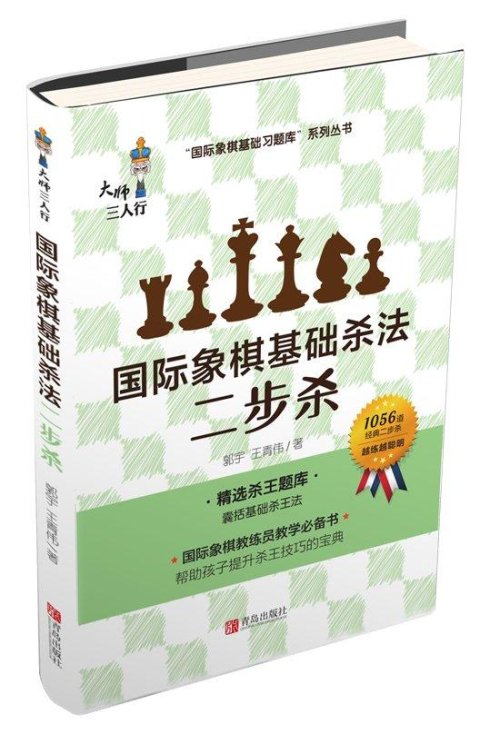 “国际象棋基础习题库”系列丛书
大师
三人行
国际象棋基础杀法
二步杀
郭宇 王青伟/著
1056道
经典二步杀
越练越聪明
·精选杀王题库·
囊括基础杀王法
★国际象棋教练员教学必备书★
帮助孩子提升杀王技巧的宝典
青岛出版社
大师
三人行
国际象棋基础杀法
二步杀
郭宇 王青伟/著
青岛出版社